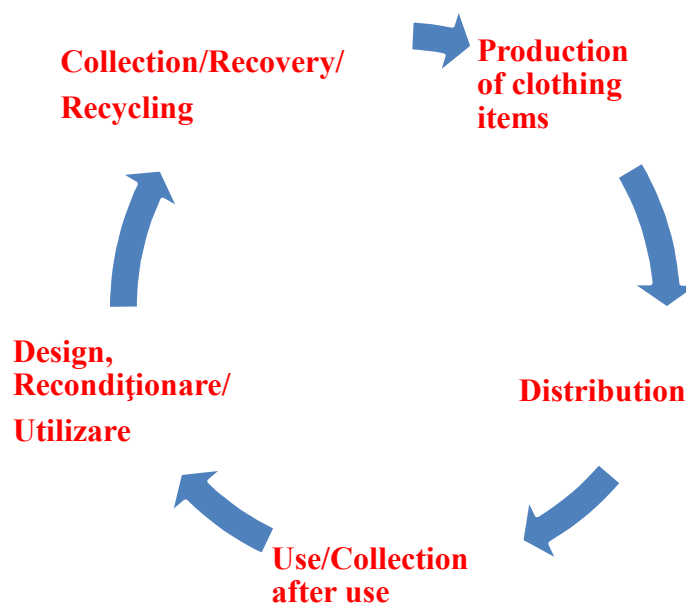 Collection/Recovery/
Recycling
Production
of clothing
items
Distribution
Use/Collection
after use
Design,
Recondiţionare/
Utilizare